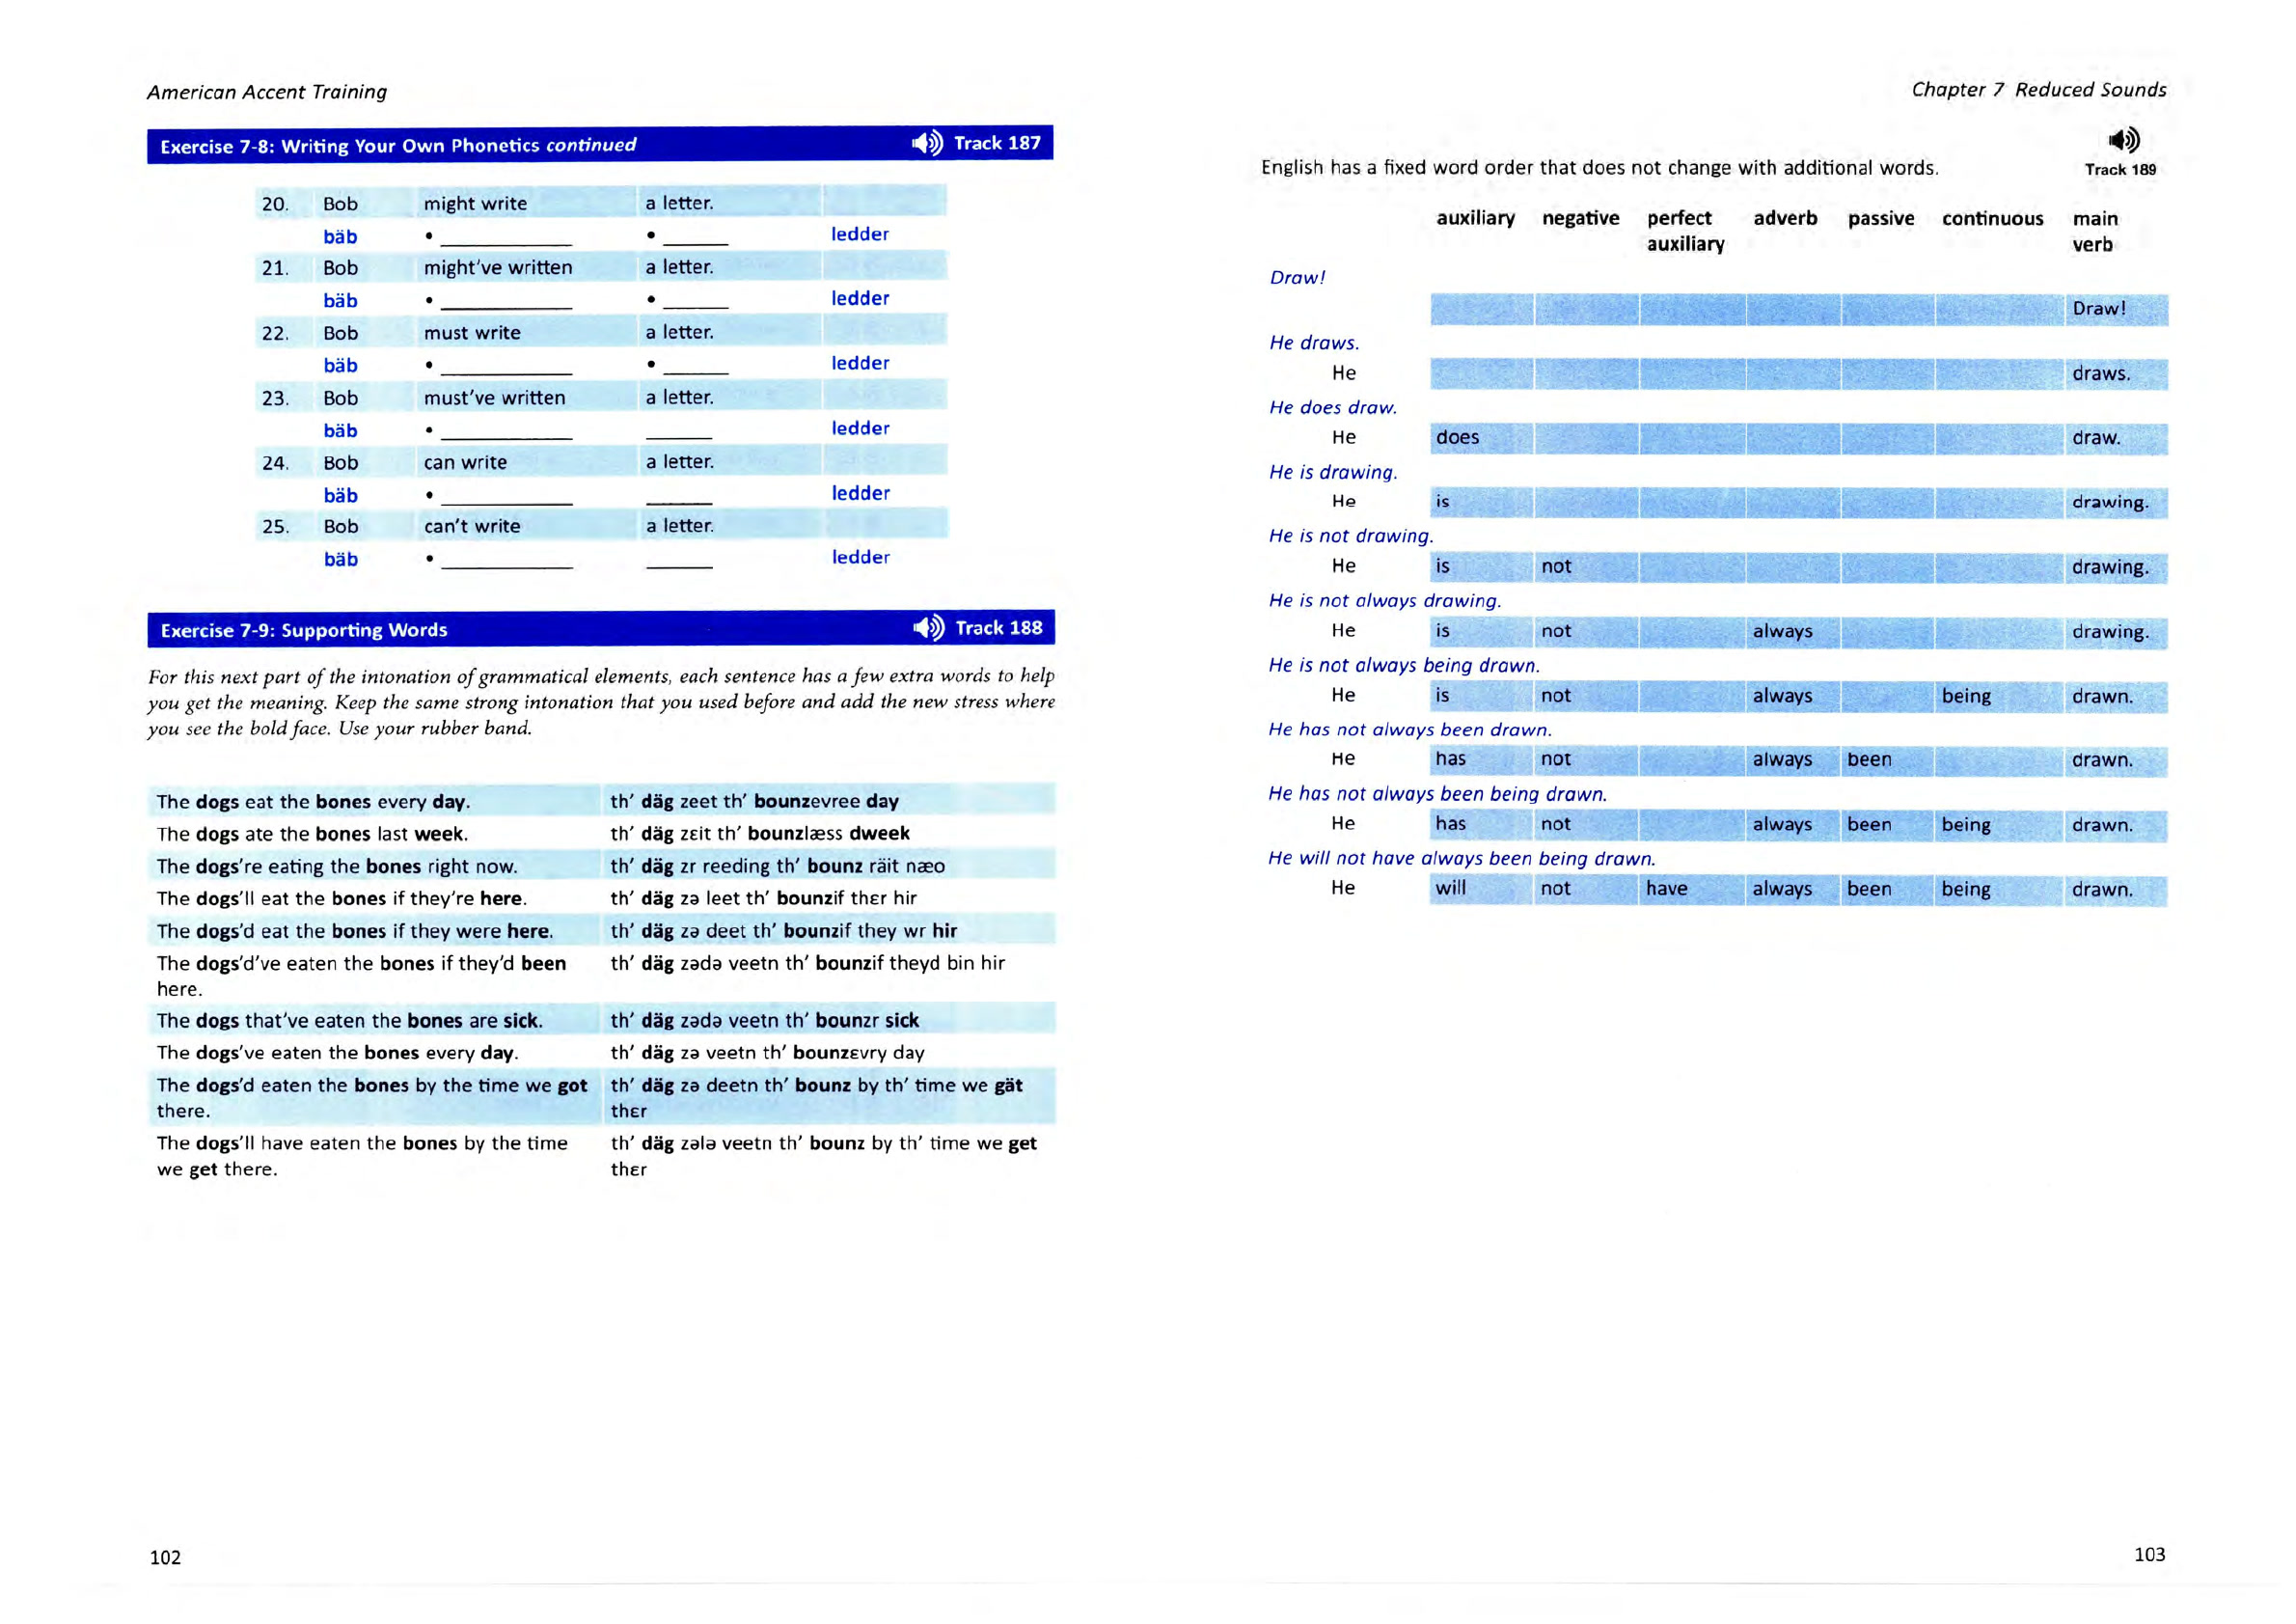 American Accent Training
Exercise 7-8: Writing Your Own Phonetics continued Track 187
20. Bob might write a letter.
bäb • ____________ • ______ ledder
21. Bob might've written a letter.
bäb • ____________ • ______ ledder
22. Bob must write a letter.
bäb • ____________ • ______ ledder
23. Bob must've written a letter.
bäb • ____________ ______ ledder
24. Bob can write a letter.
bäb • ____________ ______ ledder
25. Bob can't write a letter.
bäb • ____________ ______ ledder
Exercise 7-9: Supporting Words Track 188
For this next part of the intonation of grammatical elements, each sentence has a few extra words to help
you get the meaning. Keep the same strong intonation that you used before and add the new stress where
you see the bold face. Use your rubber band.
The dogs eat the bones every day. th' däg zeet th' bounzevree day
The dogs ate the bones last week. th' däg zɛit th' bounzlæss dweek
The dogs're eating the bones right now. th' däg zr reeding th' bounz räit næo
The dogs'll eat the bones if they're here. th' däg zə leet th' bounzif thɛr hir
The dogs'd eat the bones if they were here. th' däg zə deet th' bounzif they wr hir
The dogs'd've eaten the bones if they'd been th' däg zədə veetn th' bounzif theyd bin hir
here.
The dogs that've eaten the bones are sick. th' däg zədə veetn th' bounzr sick
The dogs've eaten the bones every day. th' däg zə veetn th' bounzɛvry day
The dogs'd eaten the bones by the time we got th' däg zə deetn th' bounz by th' time we gät
there. thɛr
The dogs'll have eaten the bones by the time th' däg zələ veetn th' bounz by th' time we get
we get there. thɛr
102
Chapter 7 Reduced Sounds
English has a fixed word order that does not change with additional words. Track 189
auxiliary negative perfect adverb passive continuous main
auxiliary verb
Draw!
Draw!
He draws.
He draws.
He does draw.
He does draw.
He is drawing.
He is drawing.
He is not drawing.
He is not drawing.
He is not always drawing.
He is not always drawing.
He is not always being drawn.
He is not always being drawn.
He has not always been drawn.
He has not always been drawn.
He has not always been being drawn.
He has not always been being drawn.
He will not have always been being drawn.
He will not have always been being drawn.
103